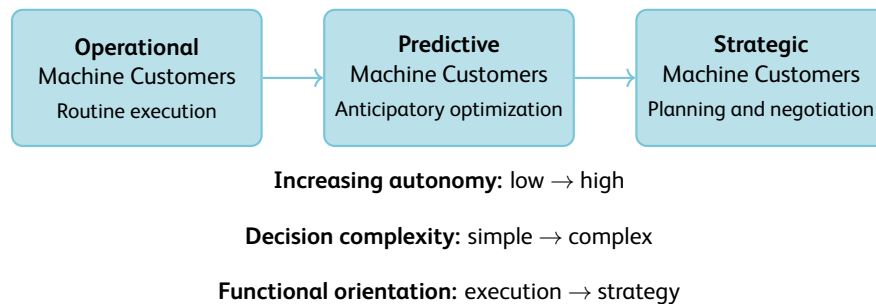 Operational
Machine Customers
Routine execution
Predictive
Machine Customers
Anticipatory optimization
Strategic
Machine Customers
Planning and negotiation
Increasing autonomy: low → high
Decision complexity: simple → complex
Functional orientation: execution → strategy